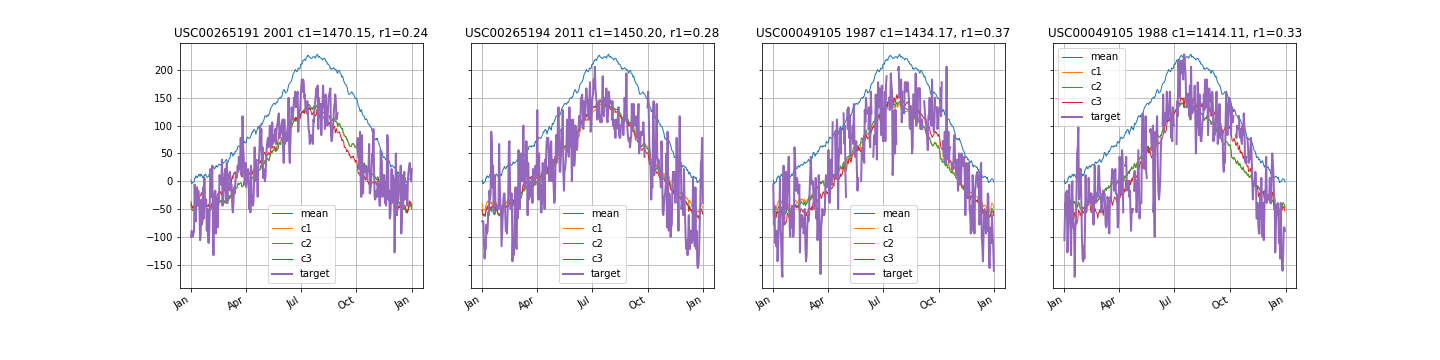 USC00265191 2001 c1=1470.15, r1=0.24
200
150
100
50
0
−50
−100
−150
Jan
Apr
Jul
Oct
Jan
mean
c1
c2
c3
target
USC00265194 2011 c1=1450.20, r1=0.28
Jan
Apr
Jul
Oct
Jan
mean
c1
c2
c3
target
USC00049105 1987 c1=1434.17, r1=0.37
Jan
Apr
Jul
Oct
Jan
mean
c1
c2
c3
target
USC00049105 1988 c1=1414.11, r1=0.33
mean
c1
c2
c3
target
Jan
Apr
Jul
Oct
Jan